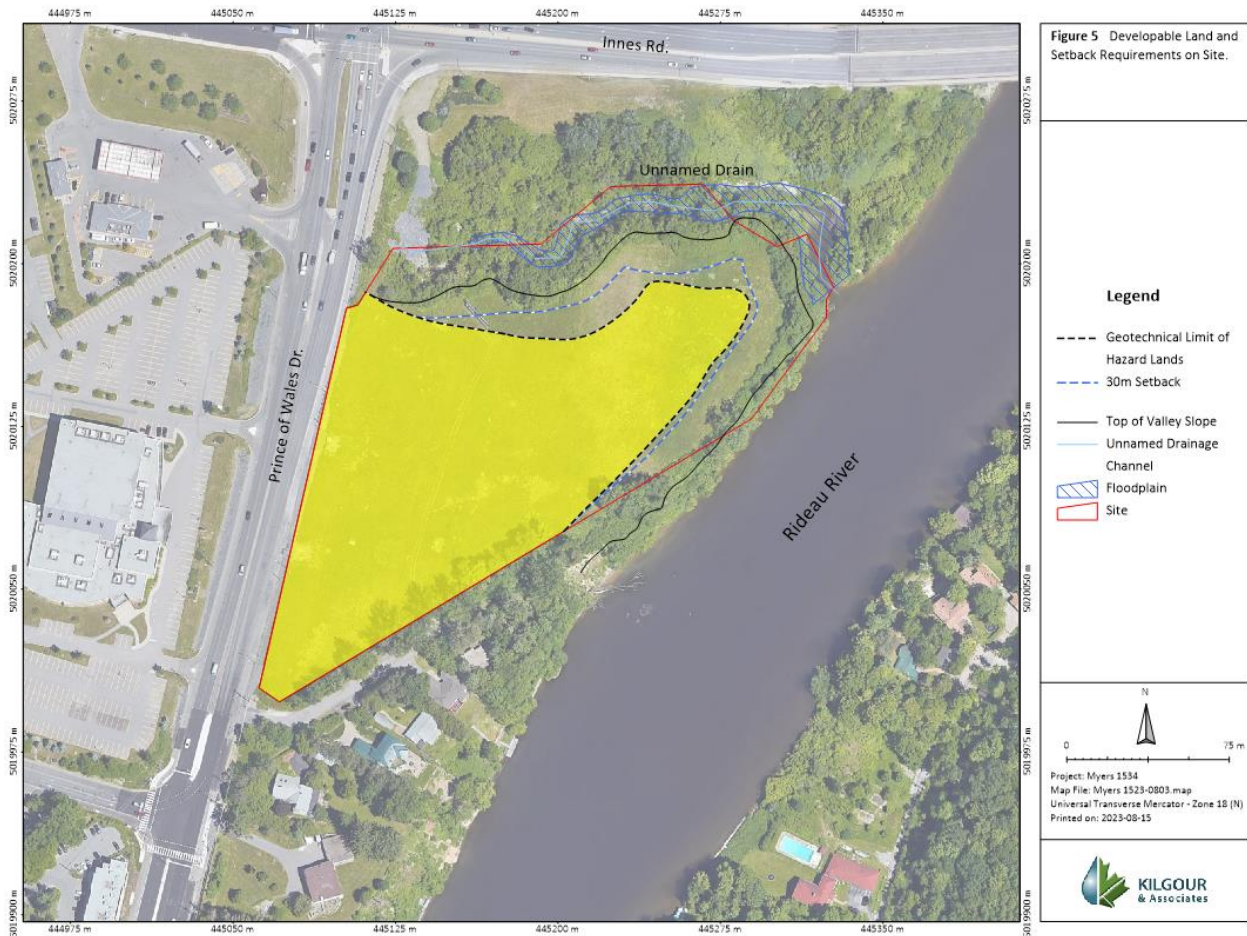 444975 m 445050 m 445125 m 445200 m 445275 m 445350 m
5020275 m
5020200 m
5020125 m
5020050 m
5019975 m
5019900 m
Innes Rd.
Unnamed Drain
Prince of Wales Dr.
Rideau River
5020275 m
5020200 m
5020125 m
5020050 m
5019975 m
5019900 m
444975 m 445050 m 445125 m 445200 m 445275 m 445350 m
Figure 5 Developable Land and
Setback Requirements on Site.
Legend
Geotechnical Limit of
Hazard Lands
30m Setback
Top of Valley Slope
Unnamed Drainage
Channel
Floodplain
Site
N
0 75 m
Project: Myers 1534
Map File: Myers 1523-0803.map
Universal Transverse Mercator - Zone 18 (N)
Printed on: 2023-08-15
KILGOUR
& Associates